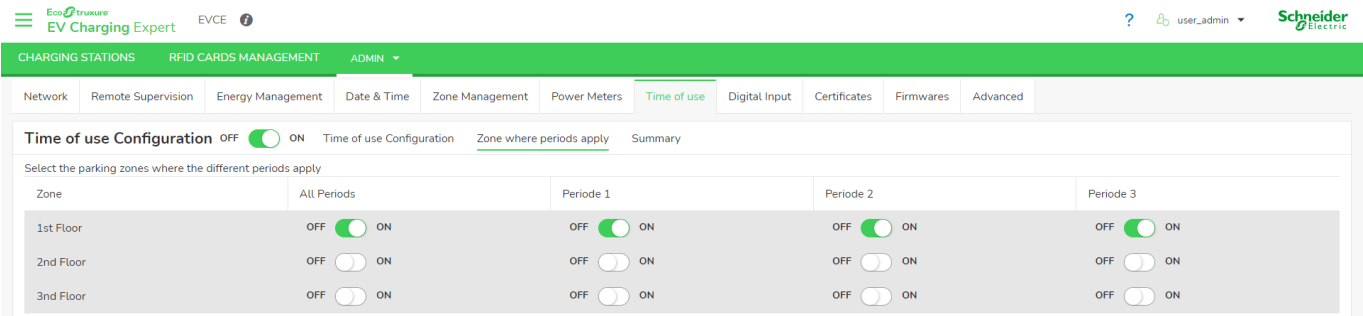 EcoStruxure
EV Charging Expert EVCE i ? user_admin Schneider Electric
CHARGING STATIONS RFID CARDS MANAGEMENT ADMIN
Network Remote Supervision Energy Management Date & Time Zone Management Power Meters Time of use Digital Input Certificates Firmwares Advanced
Time of use Configuration OFF ON Time of use Configuration Zone where periods apply Summary
Select the parking zones where the different periods apply
Zone All Periods Periode 1 Periode 2 Periode 3
1st Floor OFF ON OFF ON OFF ON OFF ON
2nd Floor OFF ON OFF ON OFF ON OFF ON
3nd Floor OFF ON OFF ON OFF ON OFF ON